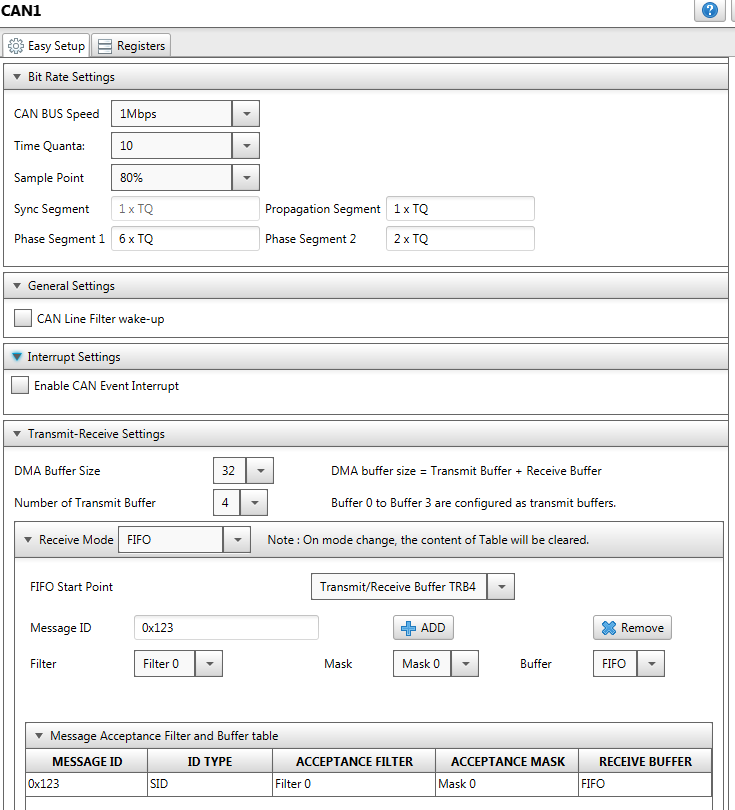 CAN1
Easy Setup Registers
Bit Rate Settings
CAN BUS Speed 1Mbps
Time Quanta: 10
Sample Point 80%
Sync Segment 1 x TQ Propagation Segment 1 x TQ
Phase Segment 1 6 x TQ Phase Segment 2 2 x TQ
General Settings
CAN Line Filter wake-up
Interrupt Settings
Enable CAN Event Interrupt
Transmit-Receive Settings
DMA Buffer Size 32 DMA buffer size = Transmit Buffer + Receive Buffer
Number of Transmit Buffer 4 Buffer 0 to Buffer 3 are configured as transmit buffers.
Receive Mode FIFO Note : On mode change, the content of Table will be cleared.
FIFO Start Point Transmit/Receive Buffer TRB4
Message ID 0x123 ADD Remove
Filter Filter 0 Mask Mask 0 Buffer FIFO
Message Acceptance Filter and Buffer table
MESSAGE ID ID TYPE ACCEPTANCE FILTER ACCEPTANCE MASK RECEIVE BUFFER
0x123 SID Filter 0 Mask 0 FIFO